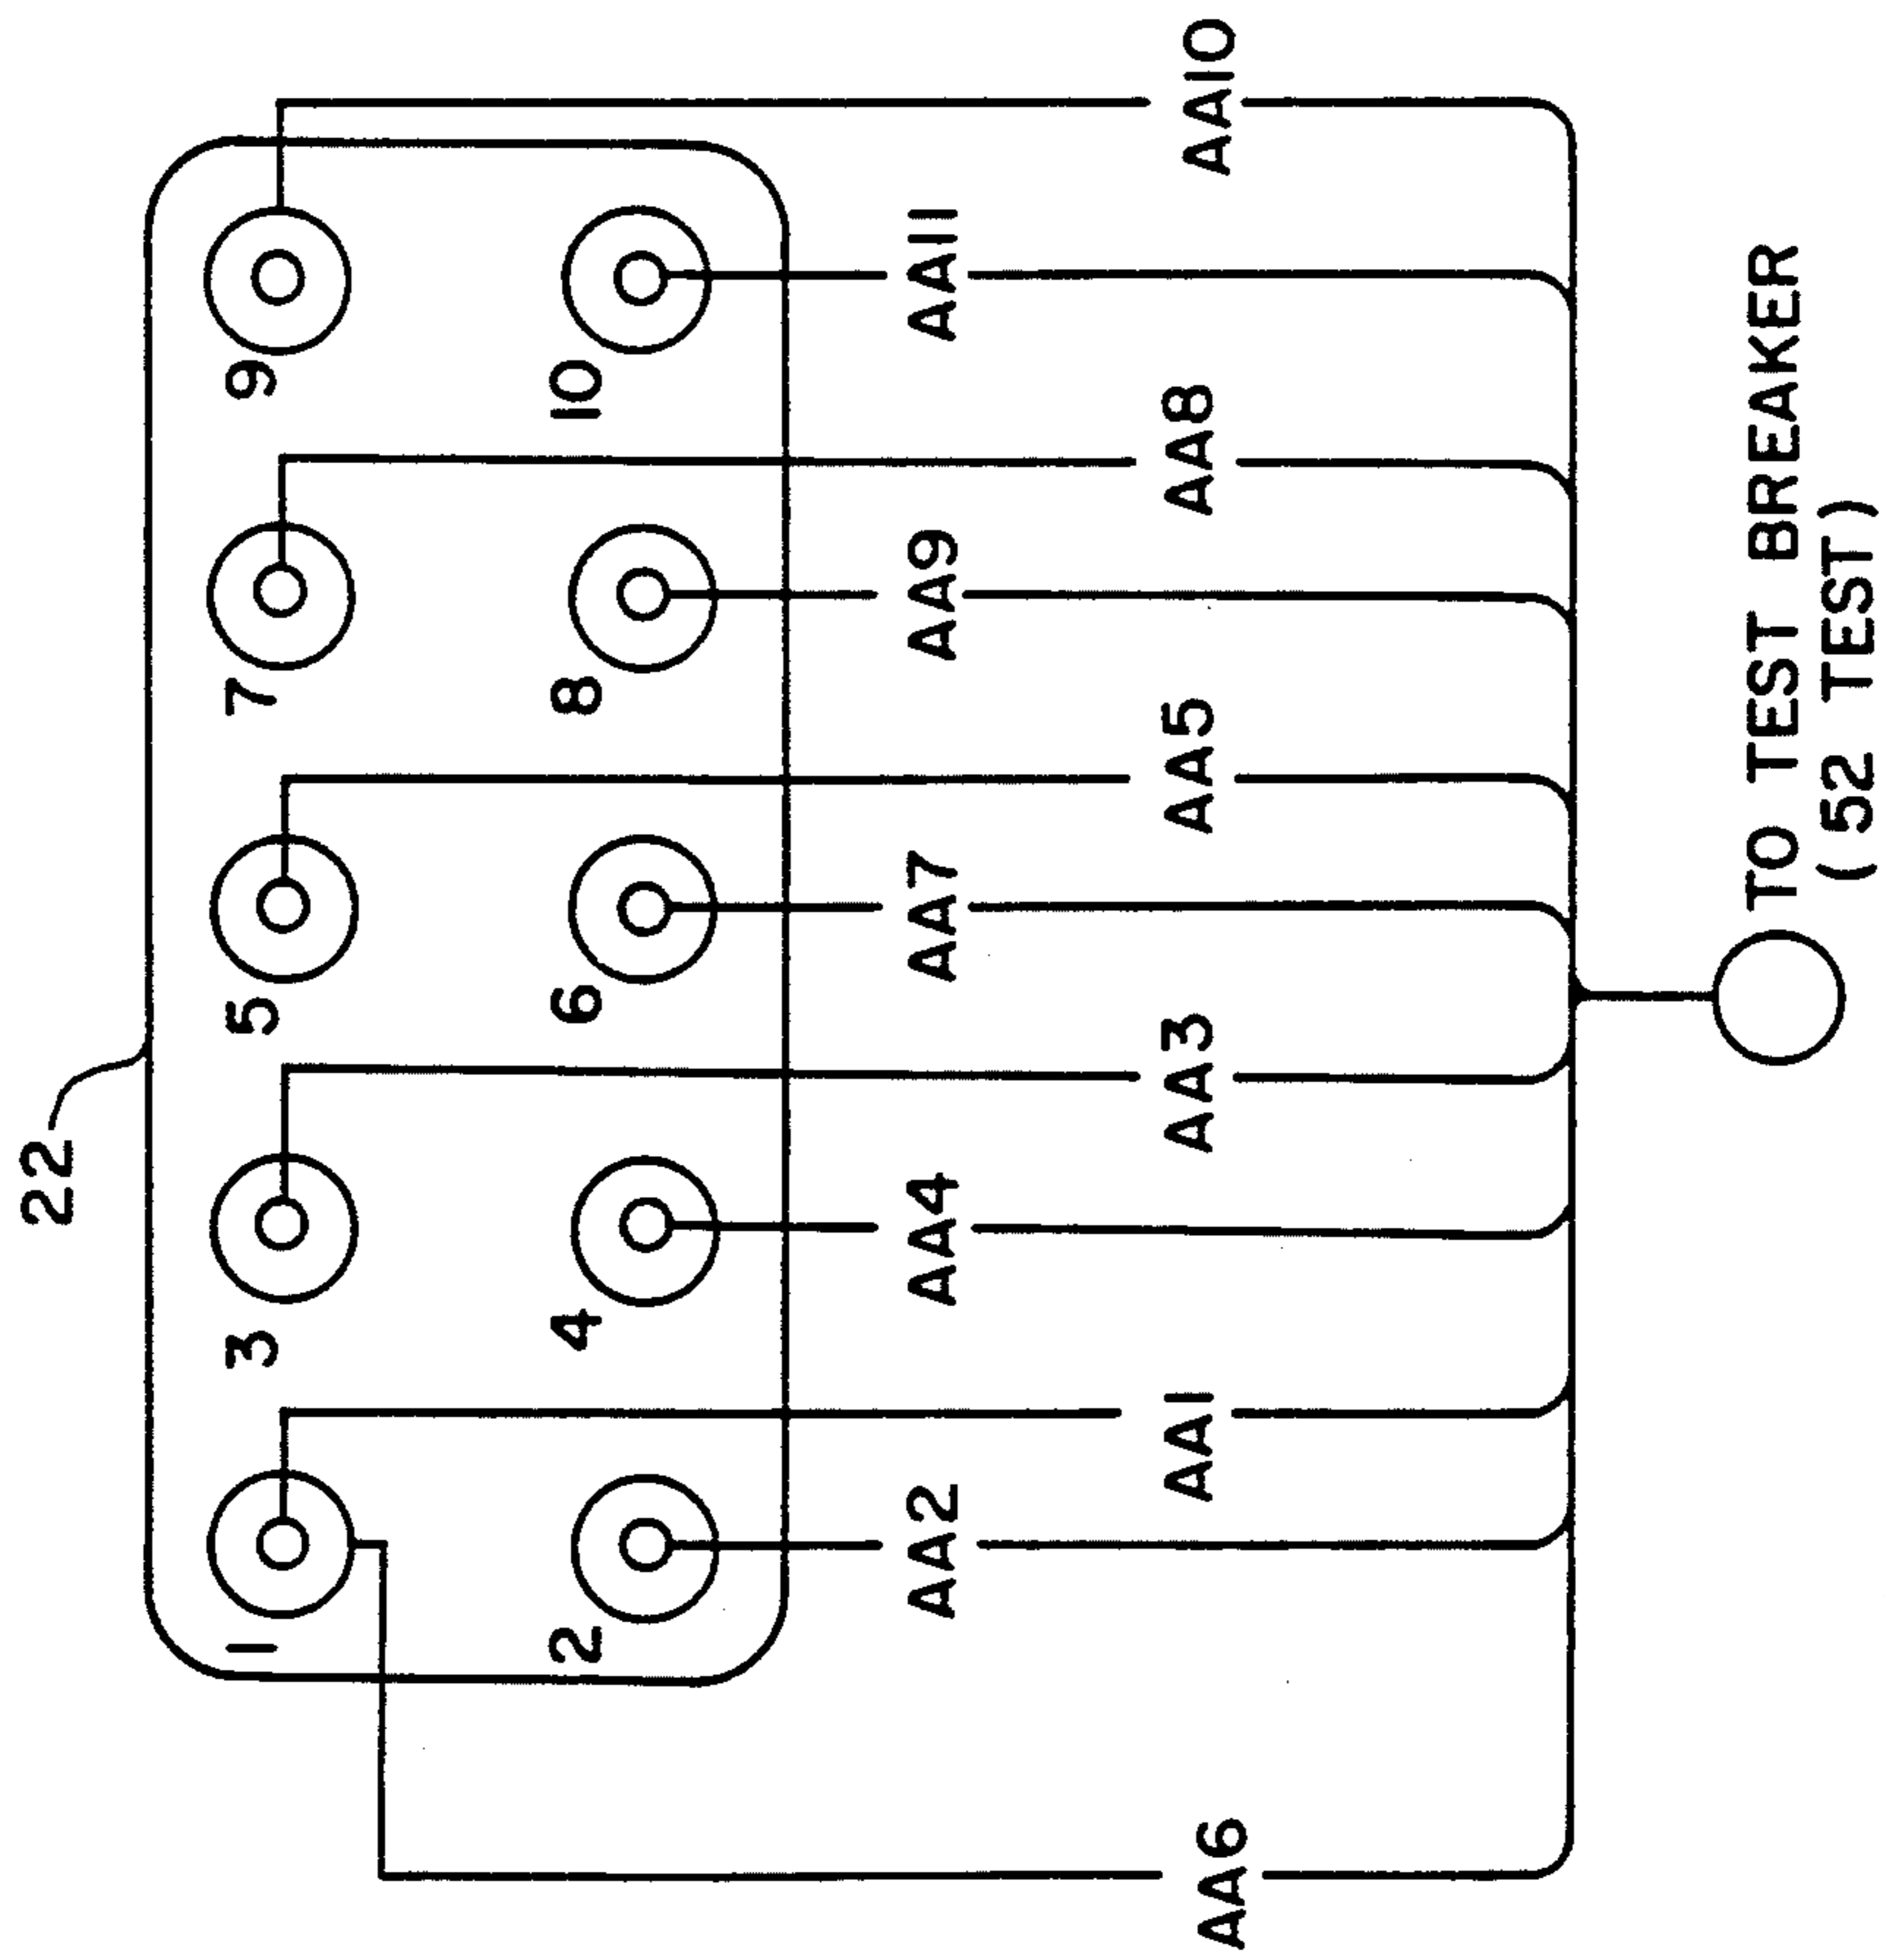 22
1
3
5
7
9
2
4
6
8
10
AA2
AA4
AA7
AA9
AA11
AA6
AA1
AA3
AA5
AA8
AA10
TO TEST BREAKER
(52 TEST)